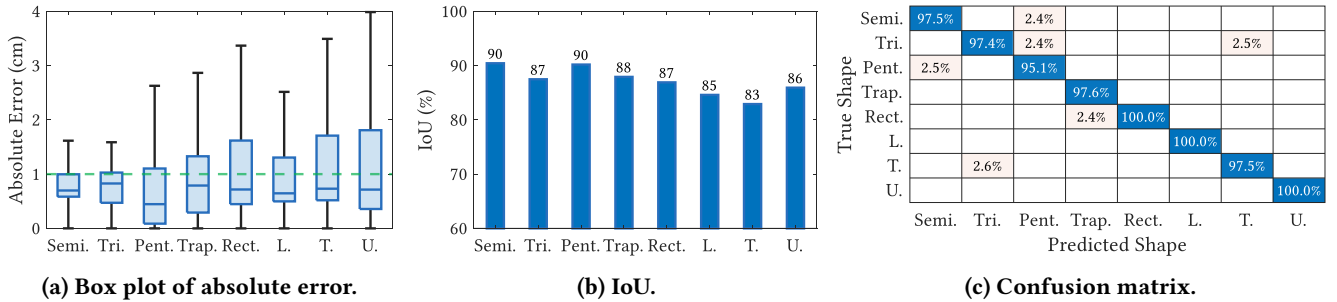 Absolute Error (cm)
4
3
2
1
0
Semi. Tri. Pent. Trap. Rect. L. T. U.
(a) Box plot of absolute error.
IoU (%)
100
90
80
70
60
90 87 90 88 87 85 83 86
Semi. Tri. Pent. Trap. Rect. L. T. U.
(b) IoU.
True Shape
Semi. 97.5% 2.4%
Tri. 97.4% 2.4% 2.5%
Pent. 2.5% 95.1%
Trap. 97.6%
Rect. 2.4% 100.0%
L. 100.0%
T. 2.6% 97.5%
U. 100.0%
Semi. Tri. Pent. Trap. Rect. L. T. U.
Predicted Shape
(c) Confusion matrix.